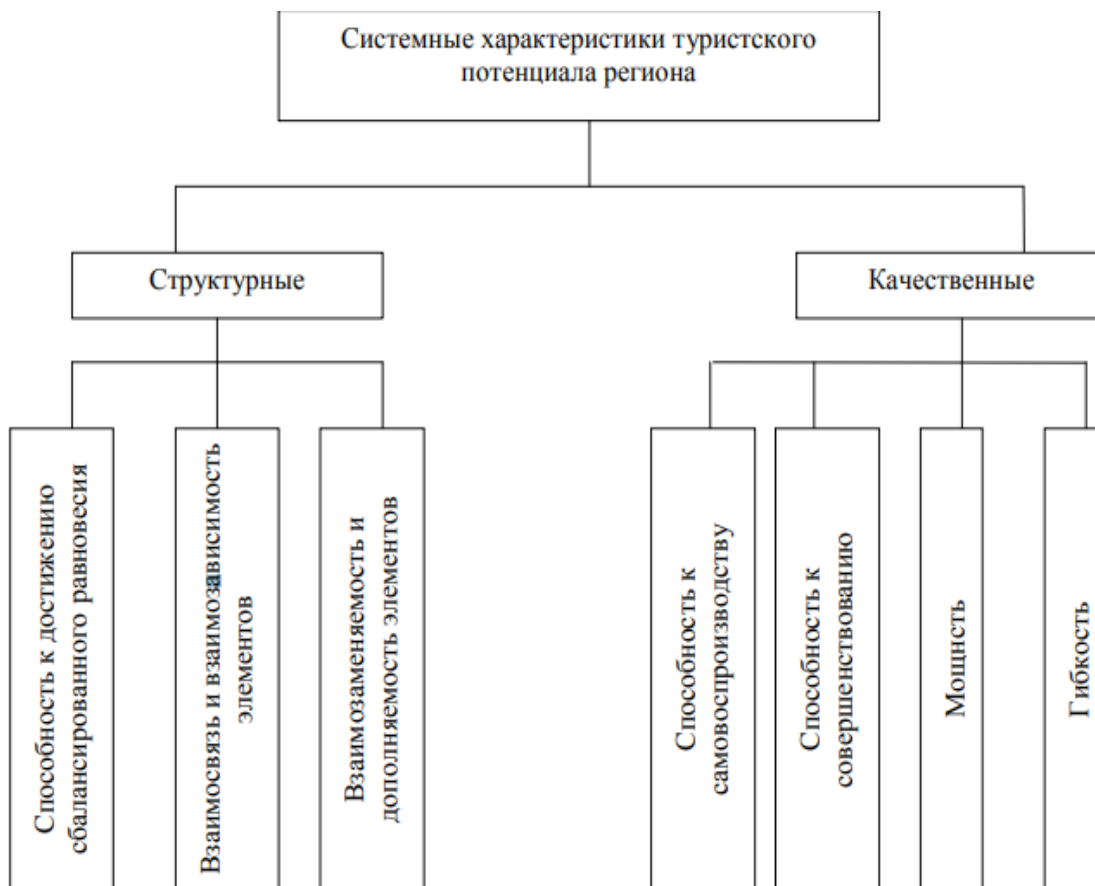 Системные характеристики туристского
потенциала региона
Структурные
Качественные
Способность к достижению
сбалансированного равновесия
Взаимосвязь и взаимозависимость
элементов
Взаимозаменяемость и
дополняемость элементов
Способность к
самовоспроизводству
Способность к
совершенствованию
Мощнсть
Гибкость